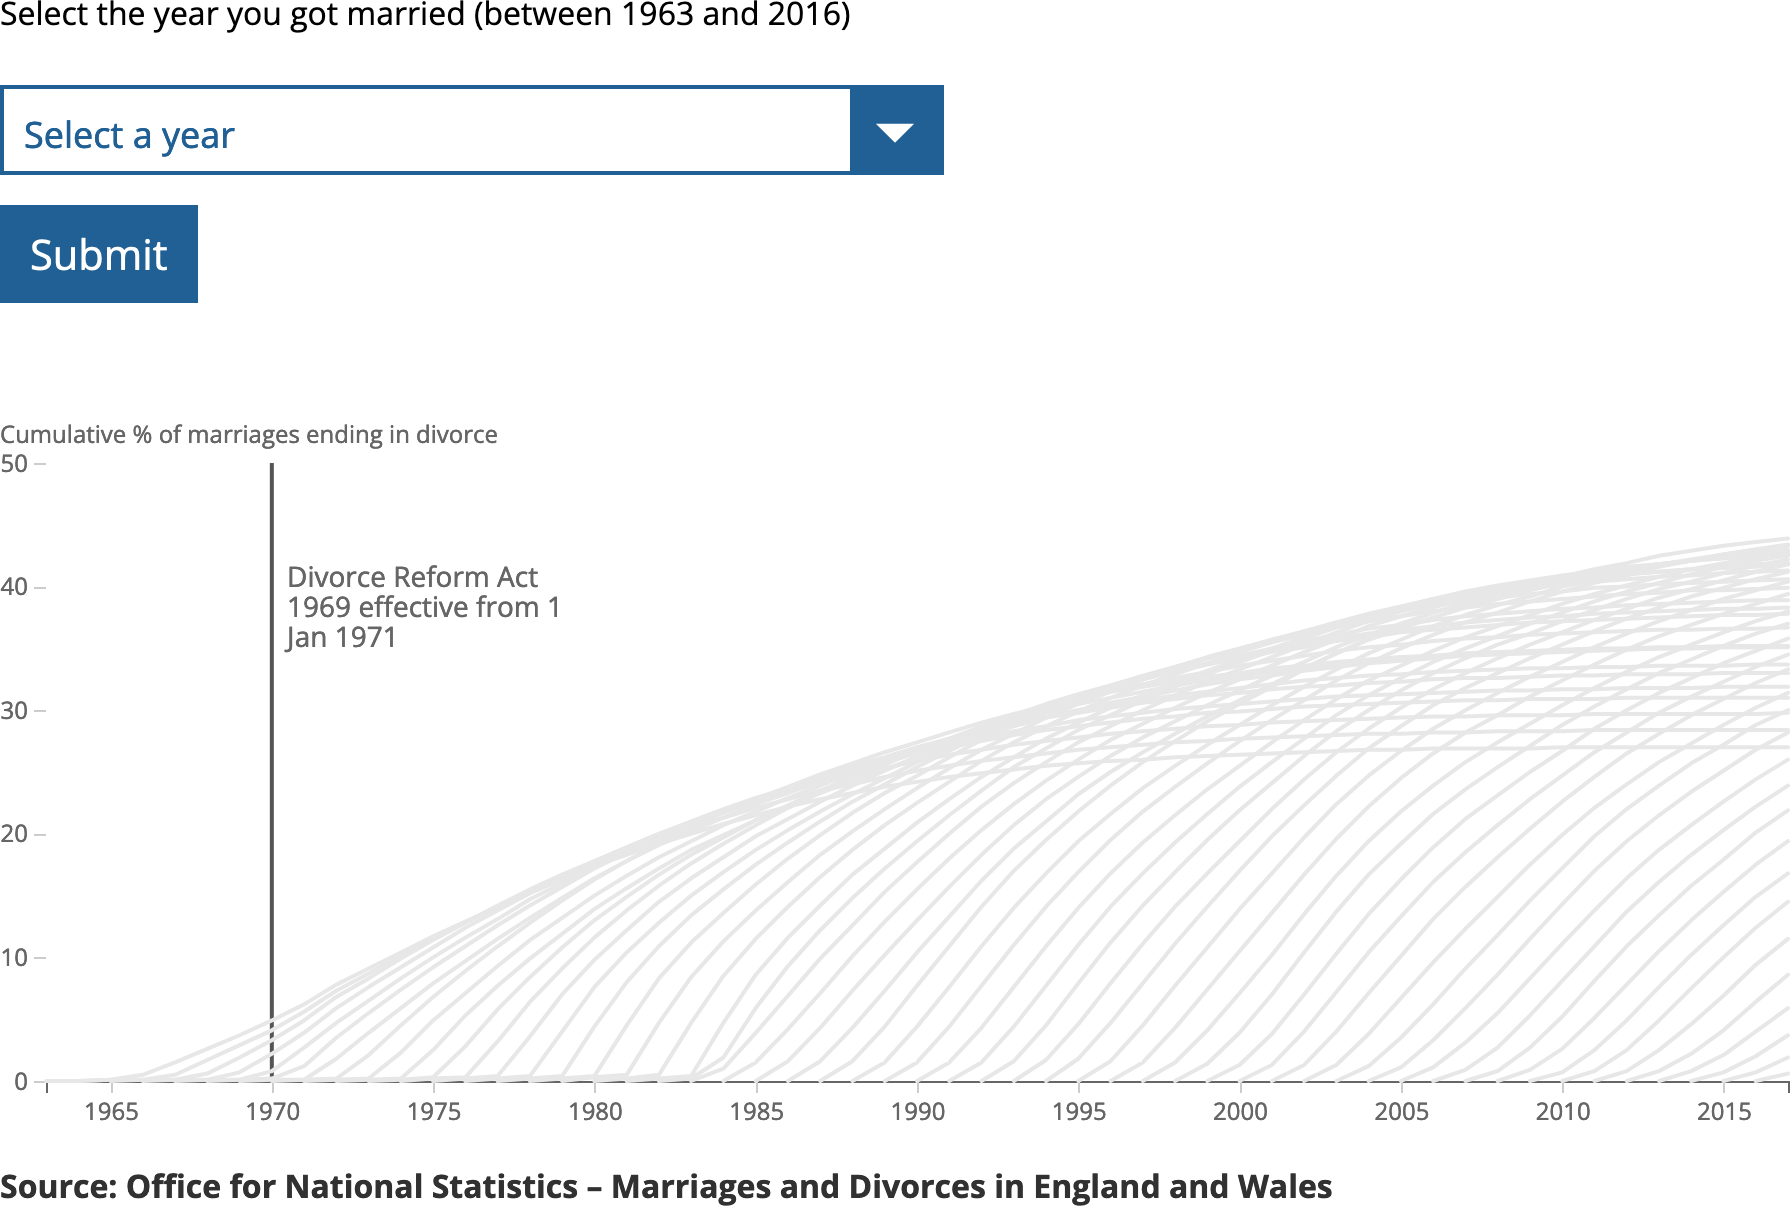 Select the year you got married (between 1963 and 2016)
Select a year
Submit
Cumulative % of marriages ending in divorce
50
40
30
20
10
0
Divorce Reform Act
1969 effective from 1
Jan 1971
1965 1970 1975 1980 1985 1990 1995 2000 2005 2010 2015
Source: Office for National Statistics – Marriages and Divorces in England and Wales